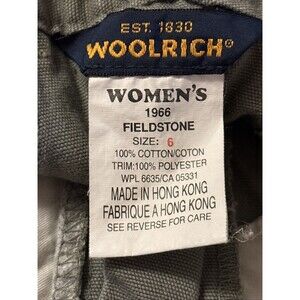 EST. 1830
WOOLRICH®
WOMEN'S
1966
FIELDSTONE
SIZE: 6
100% COTTON/COTON
TRIM:100% POLYESTER
WPL 6635/CA 05331
MADE IN HONG KONG
FABRIQUE A HONG KONG
SEE REVERSE FOR CARE